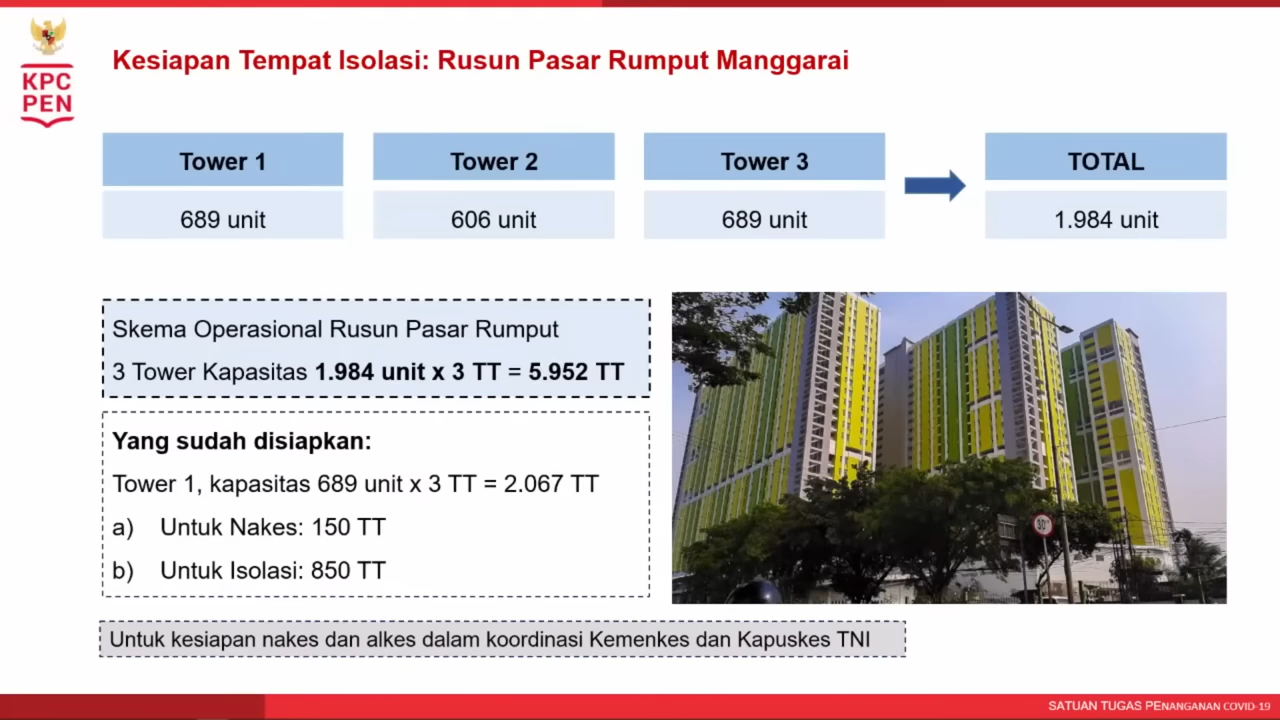 KPC
PEN
Kesiapan Tempat Isolasi: Rusun Pasar Rumput Manggarai
Tower 1
Tower 2
Tower 3
TOTAL
689 unit
606 unit
689 unit
1.984 unit
Skema Operasional Rusun Pasar Rumput
3 Tower Kapasitas 1.984 unit x 3 TT = 5.952 TT
Yang sudah disiapkan:
Tower 1, kapasitas 689 unit x 3 TT = 2.067 TT
a) Untuk Nakes: 150 TT
b) Untuk Isolasi: 850 TT
30
Untuk kesiapan nakes dan alkes dalam koordinasi Kemenkes dan Kapuskes TNI
SATUAN TUGAS PENANGANAN COVID-19